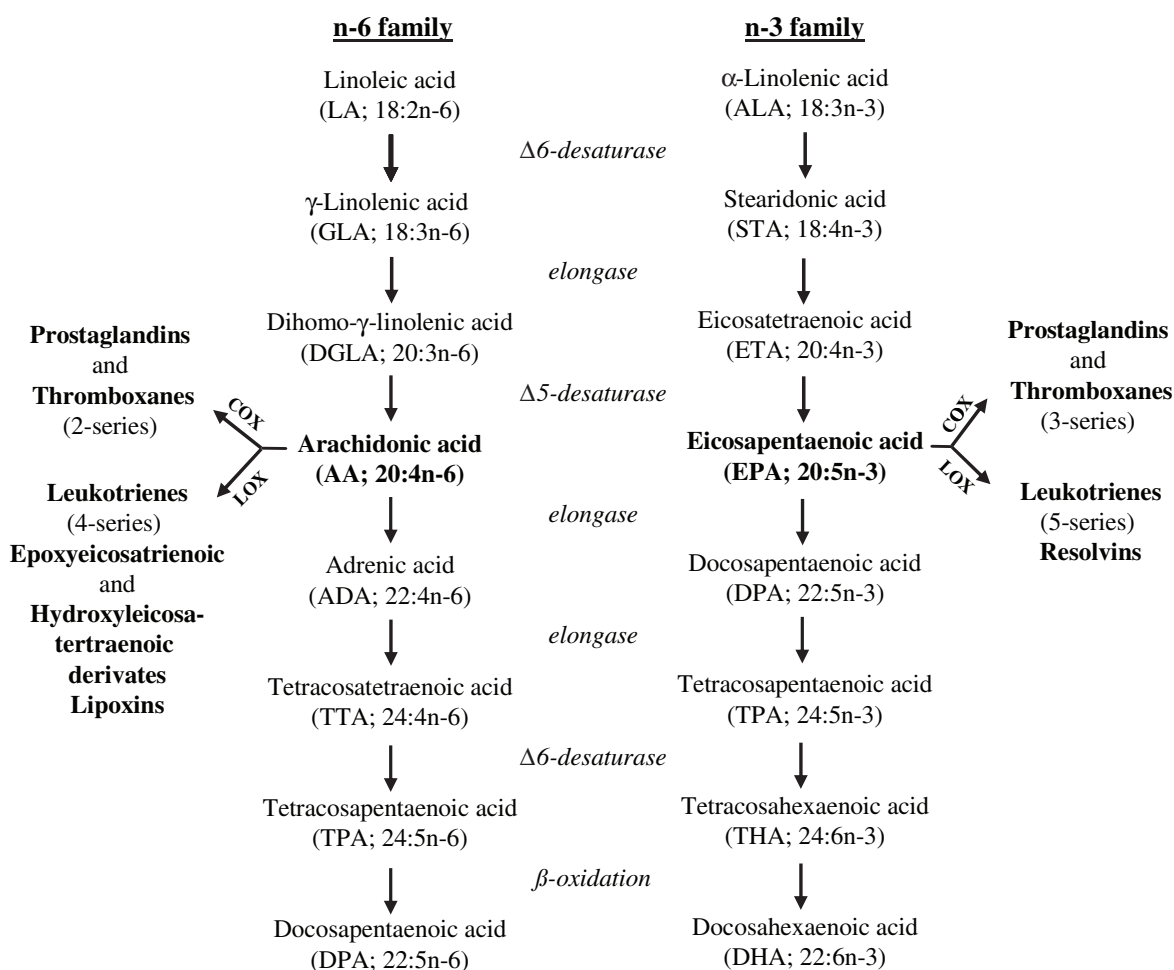 n-6 family
n-3 family
Linoleic acid
(LA; 18:2n-6)
α-Linolenic acid
(ALA; 18:3n-3)
Δ6-desaturase
γ-Linolenic acid
(GLA; 18:3n-6)
Stearidonic acid
(STA; 18:4n-3)
elongase
Dihomo-γ-linolenic acid
(DGLA; 20:3n-6)
Eicosatetraenoic acid
(ETA; 20:4n-3)
Prostaglandins
and
Thromboxanes
(2-series)
COX
LOX
Δ5-desaturase
Prostaglandins
and
Thromboxanes
(3-series)
COX
LOX
Arachidonic acid
(AA; 20:4n-6)
Eicosapentaenoic acid
(EPA; 20:5n-3)
Leukotrienes
(4-series)
Epoxyeicosatrienoic
and
Hydroxyleicosa-
tertraenoic
derivates
Lipoxins
elongase
Leukotrienes
(5-series)
Resolvins
Adrenic acid
(ADA; 22:4n-6)
Docosapentaenoic acid
(DPA; 22:5n-3)
elongase
Tetracosatetraenoic acid
(TTA; 24:4n-6)
Tetracosapentaenoic acid
(TPA; 24:5n-3)
Δ6-desaturase
Tetracosapentaenoic acid
(TPA; 24:5n-6)
Tetracosahexaenoic acid
(THA; 24:6n-3)
ß-oxidation
Docosapentaenoic acid
(DPA; 22:5n-6)
Docosahexaenoic acid
(DHA; 22:6n-3)